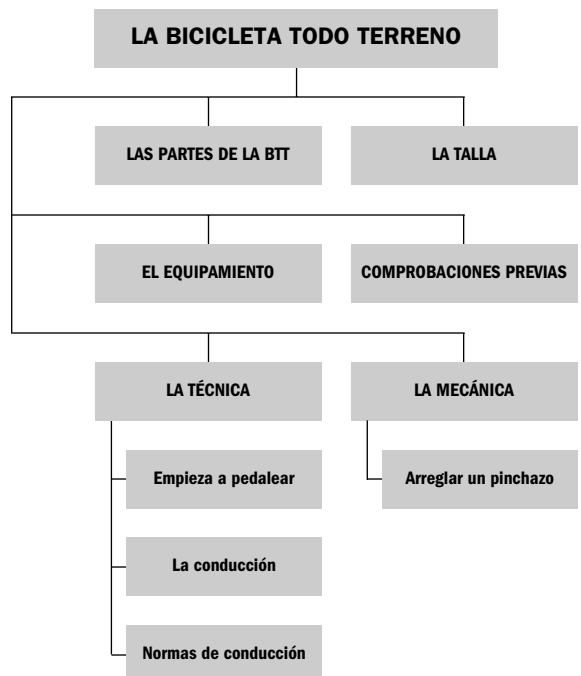 LA BICICLETA TODO TERRENO
LAS PARTES DE LA BTT
LA TALLA
EL EQUIPAMIENTO
COMPROBACIONES PREVIAS
LA TÉCNICA
LA MECÁNICA
Empieza a pedalear
Arreglar un pinchazo
La conducción
Normas de conducción